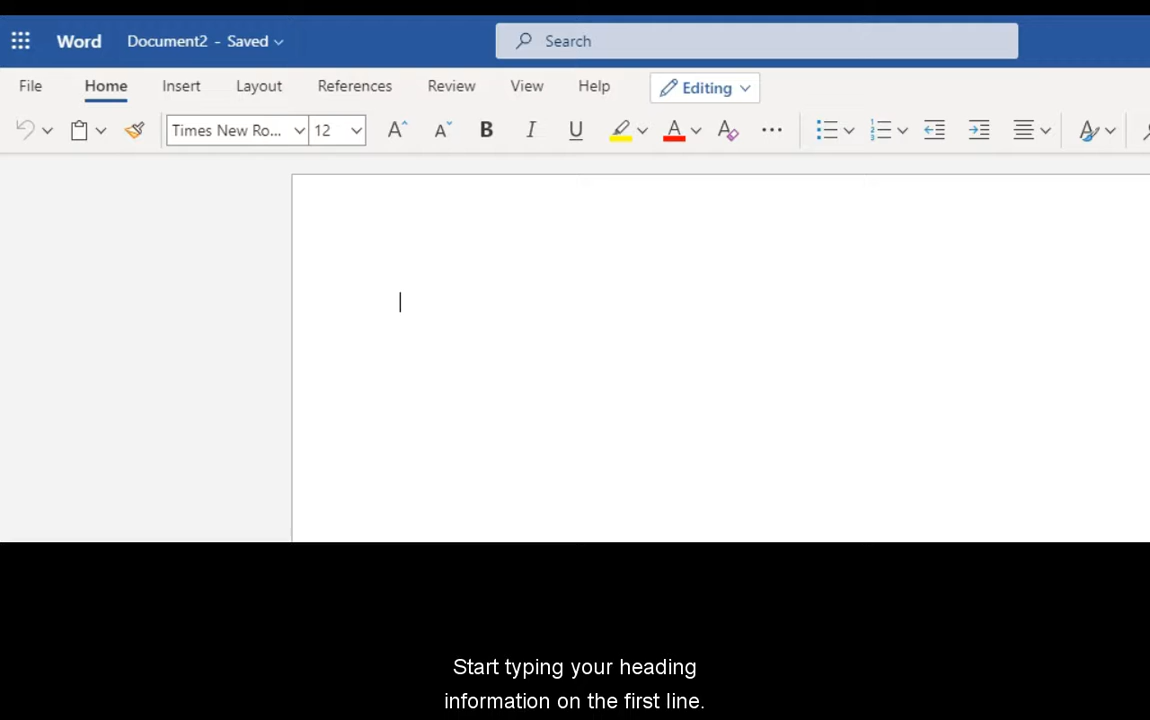 Word Document2 - Saved Search
File Home Insert Layout References Review View Help Editing
Times New Ro... 12 A A B I U A A ... A
Start typing your heading
information on the first line.